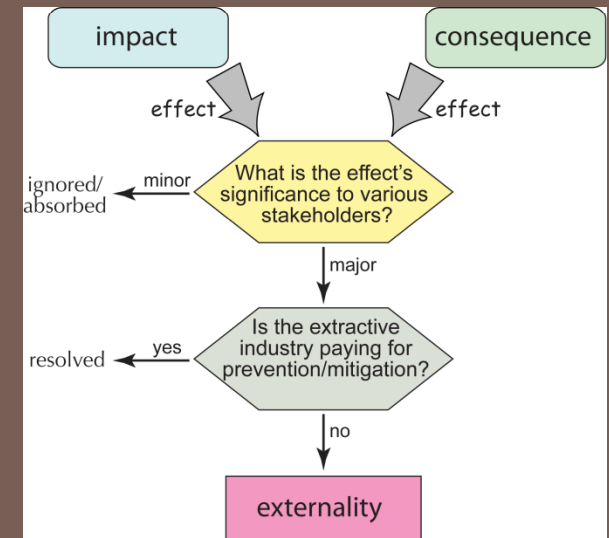 impact
consequence
effect
effect
What is the effect's
significance to various
stakeholders?
minor
ignored/
absorbed
major
Is the extractive
industry paying for
prevention/mitigation?
yes
resolved
no
externality